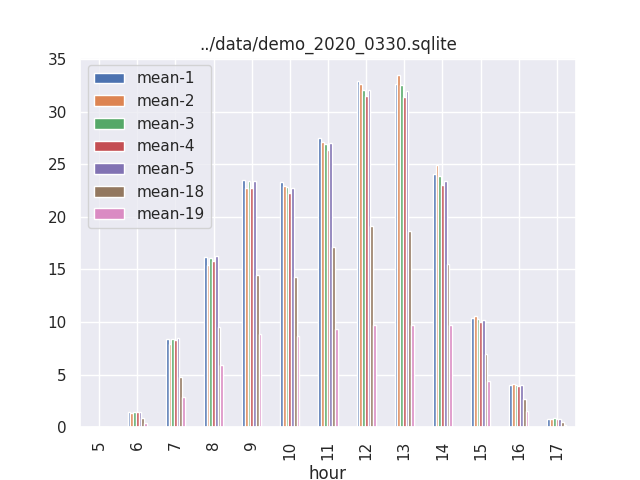 ../data/demo_2020_0330.sqlite
35
30
25
20
15
10
5
0
mean-1
mean-2
mean-3
mean-4
mean-5
mean-18
mean-19
5 6 7 8 9 10 11 12 13 14 15 16 17
hour